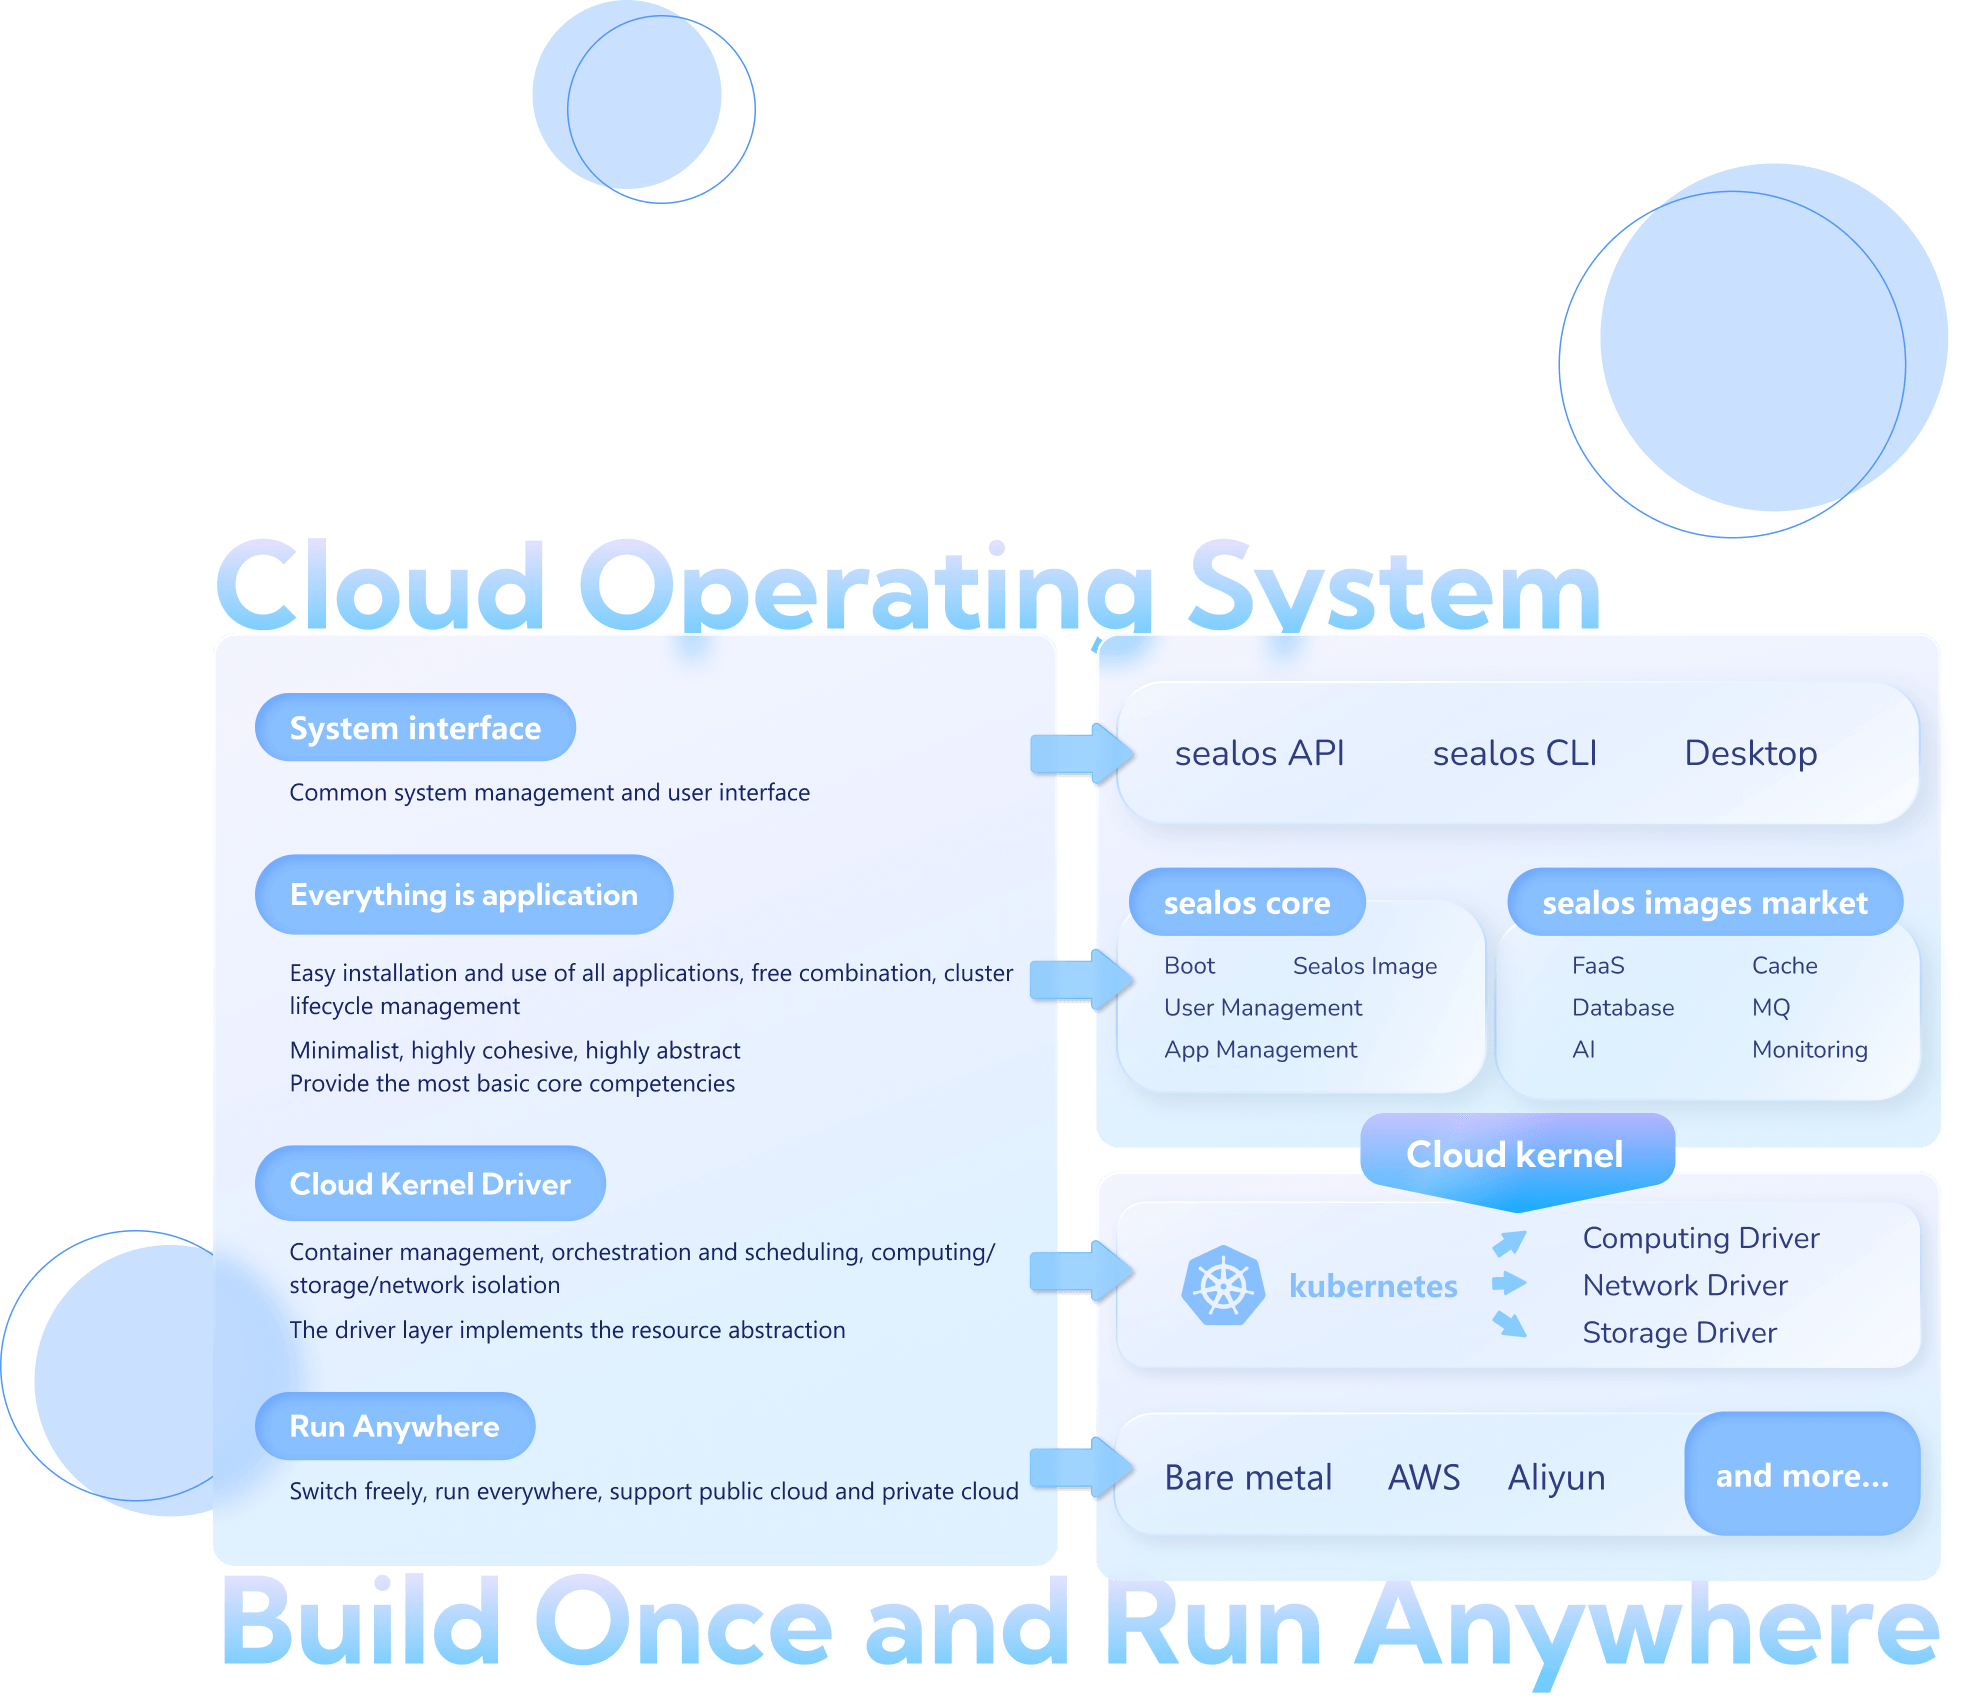 Cloud Operating System
System interface
Common system management and user interface
Everything is application
Easy installation and use of all applications, free combination, cluster
lifecycle management
Minimalist, highly cohesive, highly abstract
Provide the most basic core competencies
Cloud Kernel Driver
Container management, orchestration and scheduling, computing/
storage/network isolation
The driver layer implements the resource abstraction
Run Anywhere
Switch freely, run everywhere, support public cloud and private cloud
sealos API sealos CLI Desktop
sealos core
Boot Sealos Image
User Management
App Management
sealos images market
FaaS Cache
Database MQ
AI Monitoring
Cloud kernel
kubernetes
Computing Driver
Network Driver
Storage Driver
Bare metal AWS Aliyun and more...
Build Once and Run Anywhere